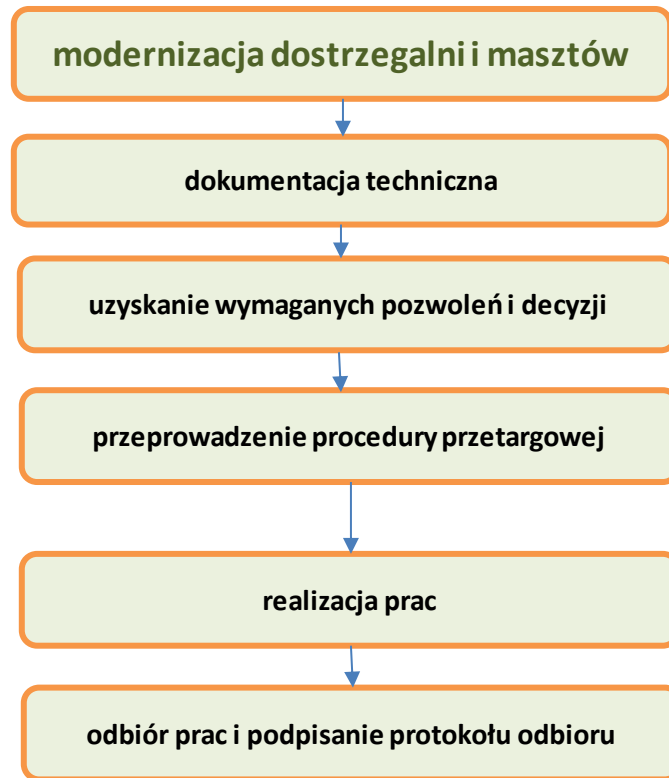 modernizacja dostrzegalni i masztów
dokumentacja techniczna
uzyskanie wymaganych pozwoleń i decyzji
przeprowadzenie procedury przetargowej
realizacja prac
odbiór prac i podpisanie protokołu odbioru